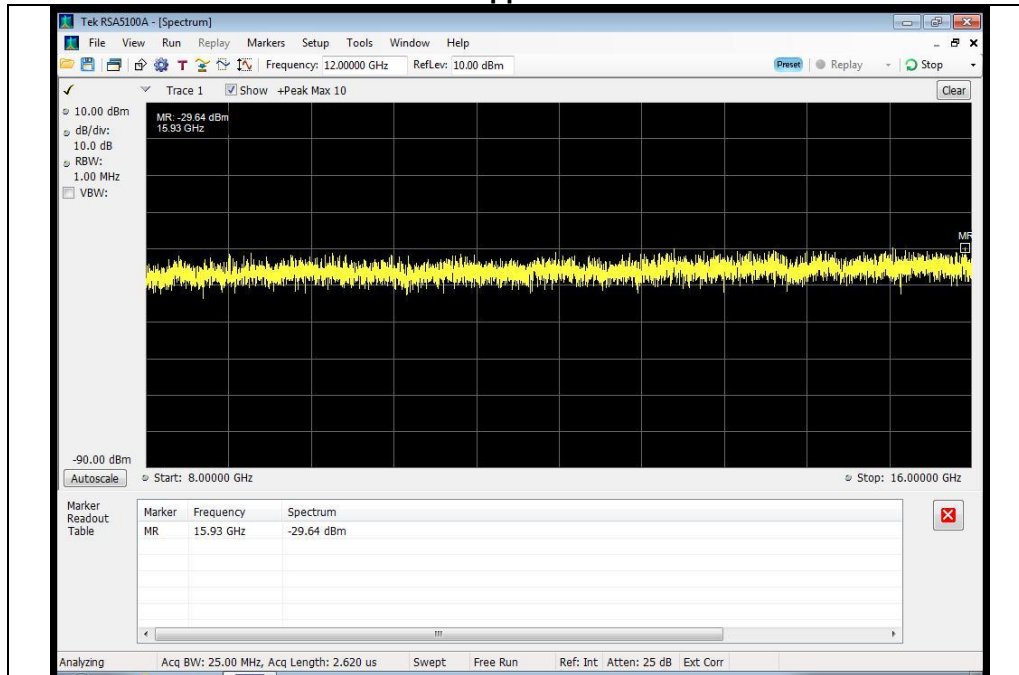 Tek RSA5100A - [Spectrum]
File View Run Replay Markers Setup Tools Window Help
T Frequency: 12.00000 GHz RefLev: 10.00 dBm Preset Replay Stop
Trace 1 Show +Peak Max 10 Clear
10.00 dBm
dB/div:
10.0 dB
RBW:
1.00 MHz
VBW:
MR: -29.64 dBm
15.93 GHz
MR
-90.00 dBm
Autoscale Start: 8.00000 GHz Stop: 16.00000 GHz
Marker Readout Table
Marker Frequency Spectrum
MR 15.93 GHz -29.64 dBm
Analyzing Acq BW: 25.00 MHz, Acq Length: 2.620 us Swept Free Run Ref: Int Atten: 25 dB Ext Corr